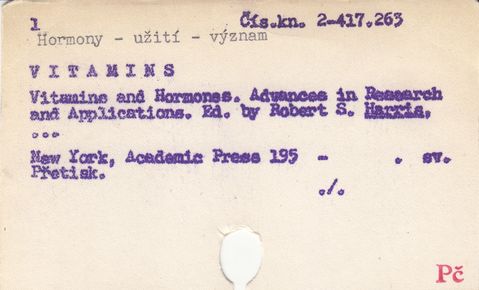 1 Čís.kn. 2-417.263
Hormony - užití - význam
V I T A M I N S
Vitamins and Hormones. Advances in Research
and Applications. Ed. by Robert S. Harris,
...
New York, Academic Press 195 - . sv.
Přetisk.
./.
Pč